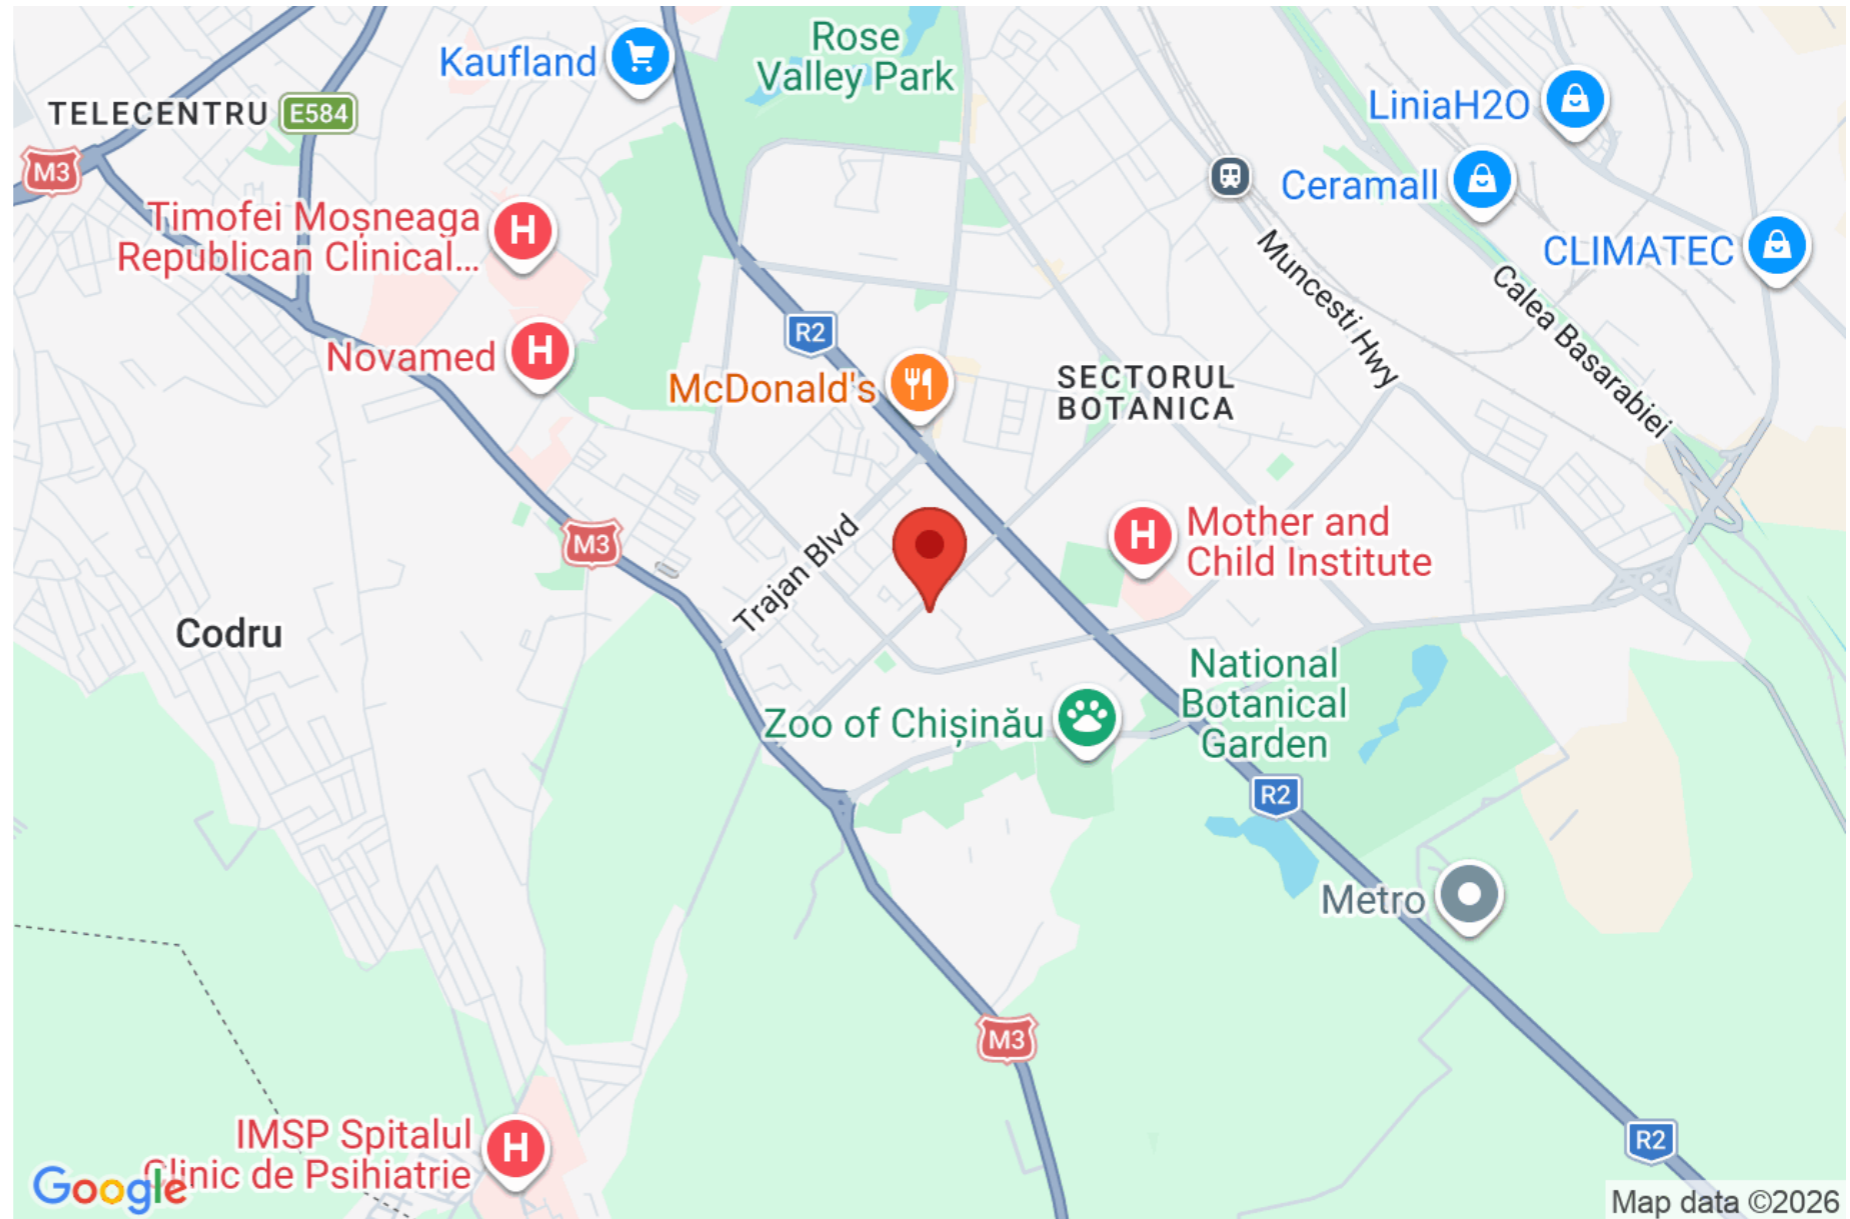 Rose
Valley Park
Kaufland
TELECENTRU
E584
LiniaH2O
M3
Ceramall
Timofei Moșneaga
Republican Clinical...
CLIMATEC
Muncesti Hwy
Calea Basarabiei
R2
Novamed
McDonald's
SECTORUL
BOTANICA
M3
Trajan Blvd
Mother and
Child Institute
Codru
National
Botanical
Garden
Zoo of Chișinău
R2
Metro
M3
IMSP Spitalul
Clinic de Psihiatrie
R2
Google
Map data ©2026